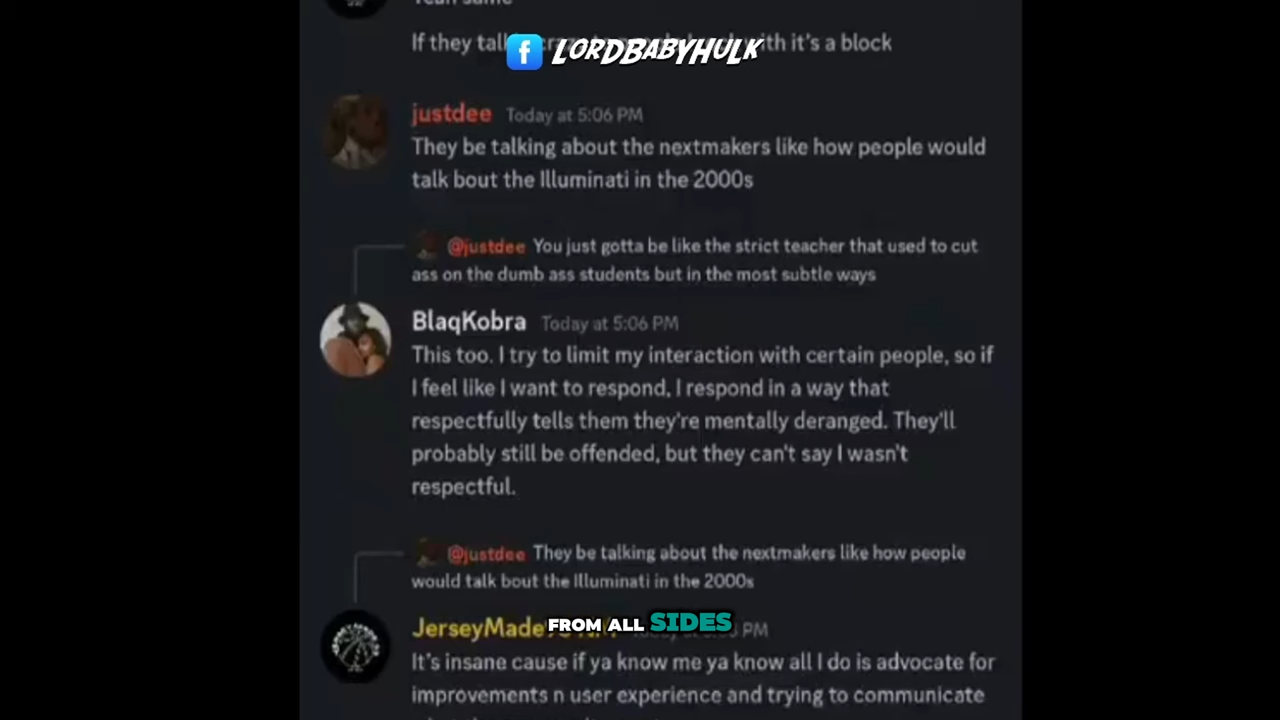 If they
LORDBABYHULK
with it's a block
justdee Today at 5:06 PM
They be talking about the nextmakers like how people would
talk bout the Illuminati in the 2000s
@justdee You just gotta be like the strict teacher that used to cut
ass on the dumb ass students but in the most subtle ways
BlaqKobra Today at 5:06 PM
This too. I try to limit my interaction with certain people, so if
I feel like I want to respond, I respond in a way that
respectfully tells them they're mentally deranged. They'll
probably still be offended, but they can't say I wasn't
respectful.
@justdee They be talking about the nextmakers like how people
would talk bout the Illuminati in the 2000s
FROM ALL SIDES
PM
It's insane cause if ya know me ya know all I do is advocate for
improvements n user experience and trying to communicate